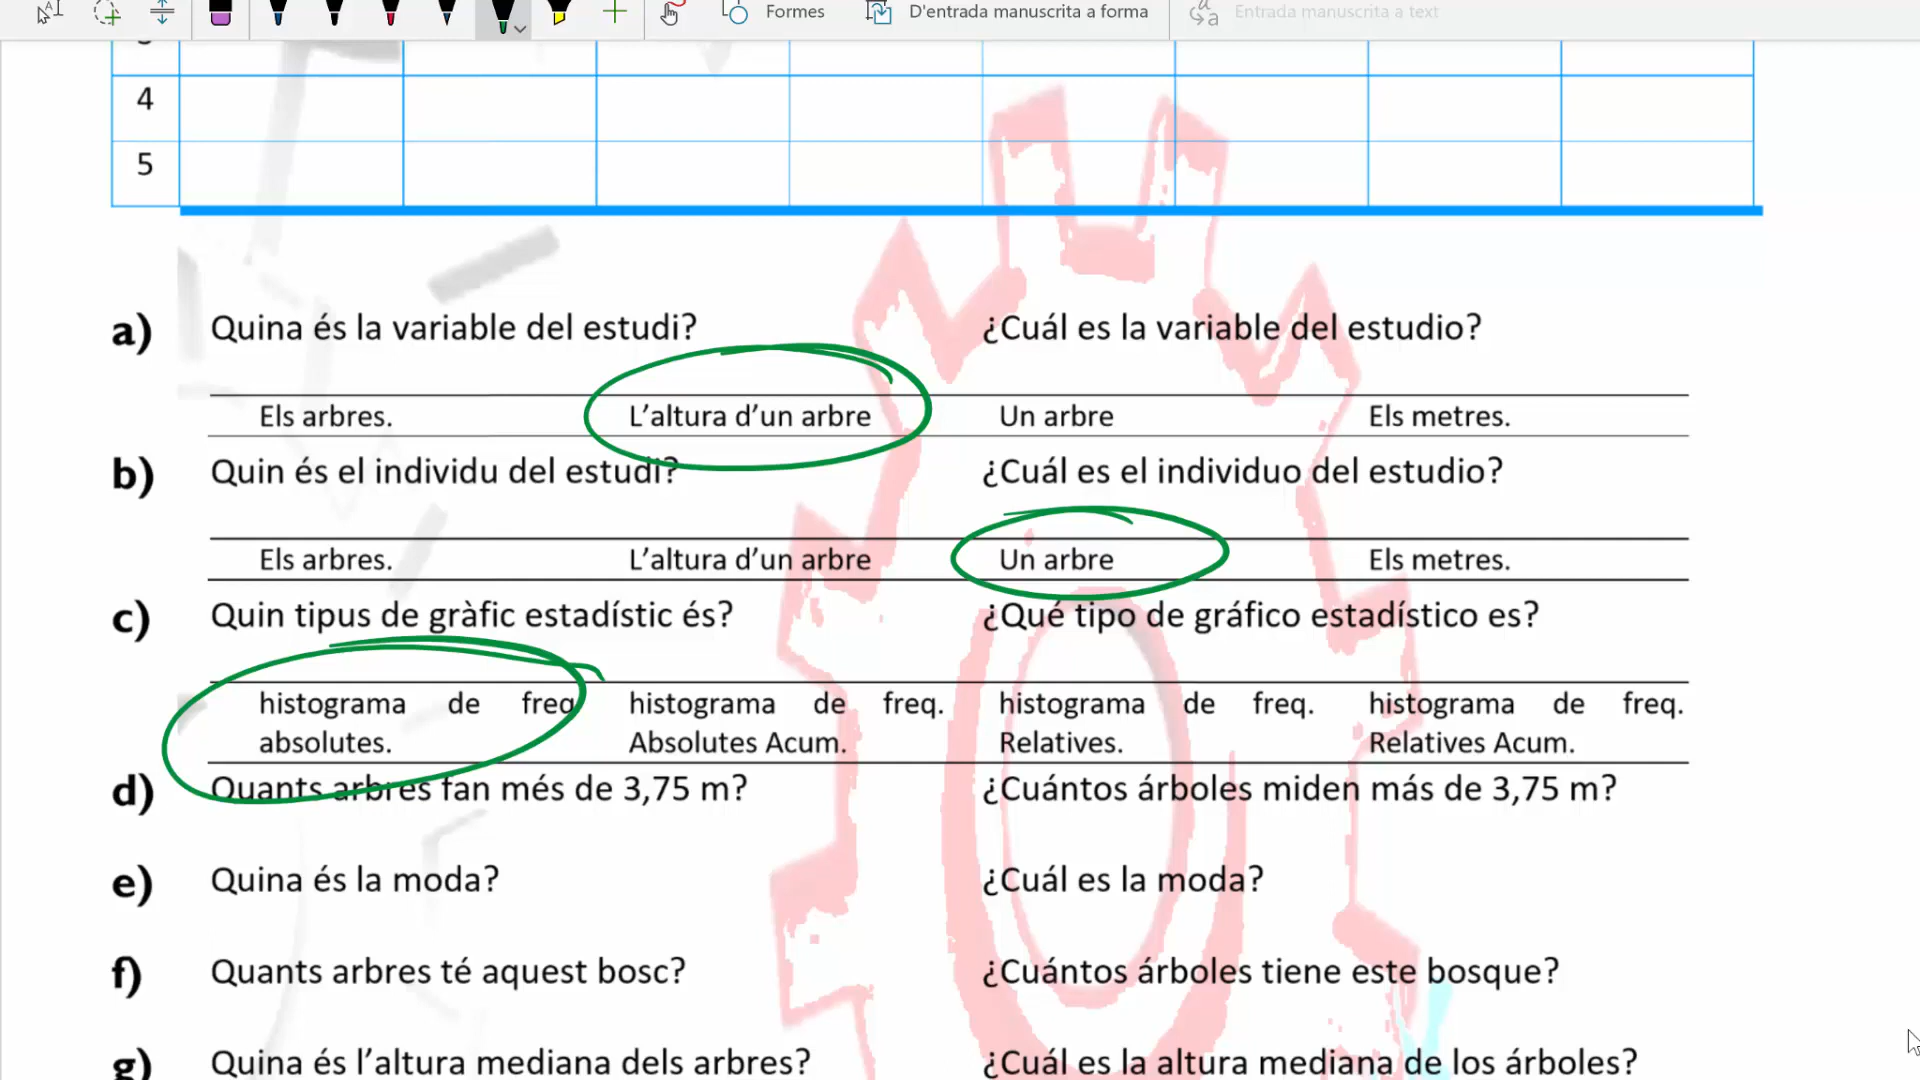 Formes D'entrada manuscrita a forma Entrada manuscrita a text
4
5
a) Quina és la variable del estudi? ¿Cuál es la variable del estudio?
Els arbres. L'altura d'un arbre Un arbre Els metres.
b) Quin és el individu del estudi? ¿Cuál es el individuo del estudio?
Els arbres. L'altura d'un arbre Un arbre Els metres.
c) Quin tipus de gràfic estadístic és? ¿Qué tipo de gráfico estadístico es?
histograma de freq histograma de freq. histograma de freq. histograma de freq.
absolutes. Absolutes Acum. Relatives. Relatives Acum.
d) Quants arbres fan més de 3,75 m? ¿Cuántos árboles miden más de 3,75 m?
e) Quina és la moda? ¿Cuál es la moda?
f) Quants arbres té aquest bosc? ¿Cuántos árboles tiene este bosque?
g) Quina és l'altura mediana dels arbres? ¿Cuál es la altura mediana de los árboles?